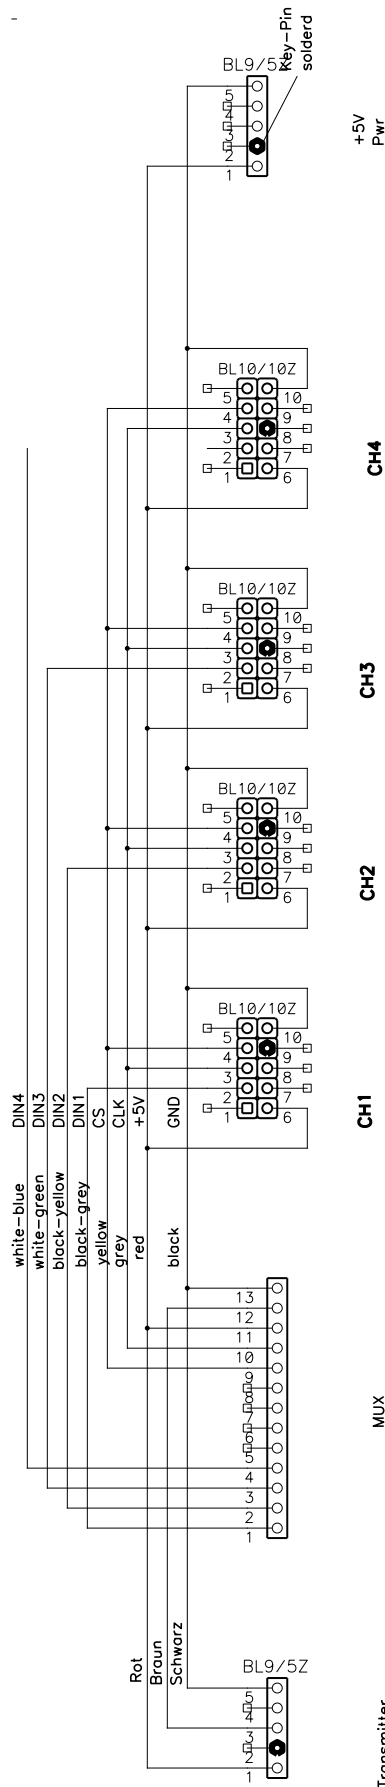 BL9/5Z
Key-Pin
solderd
5
4
3
2
1
+5V
Pwr
BL10/10Z
5
4
3
2
1
10
9
8
7
6
CH4
BL10/10Z
5
4
3
2
1
10
9
8
7
6
CH3
BL10/10Z
5
4
3
2
1
10
9
8
7
6
CH2
BL10/10Z
5
4
3
2
1
10
9
8
7
6
CH1
DIN4
DIN3
DIN2
DIN1
CS
CLK
+5V
GND
white-blue
white-green
black-yellow
black-grey
yellow
grey
red
black
13
12
11
10
9
8
7
6
5
4
3
2
1
MUX
Rot
Braun
Schwarz
BL9/5Z
5
4
3
2
1
Transmitter